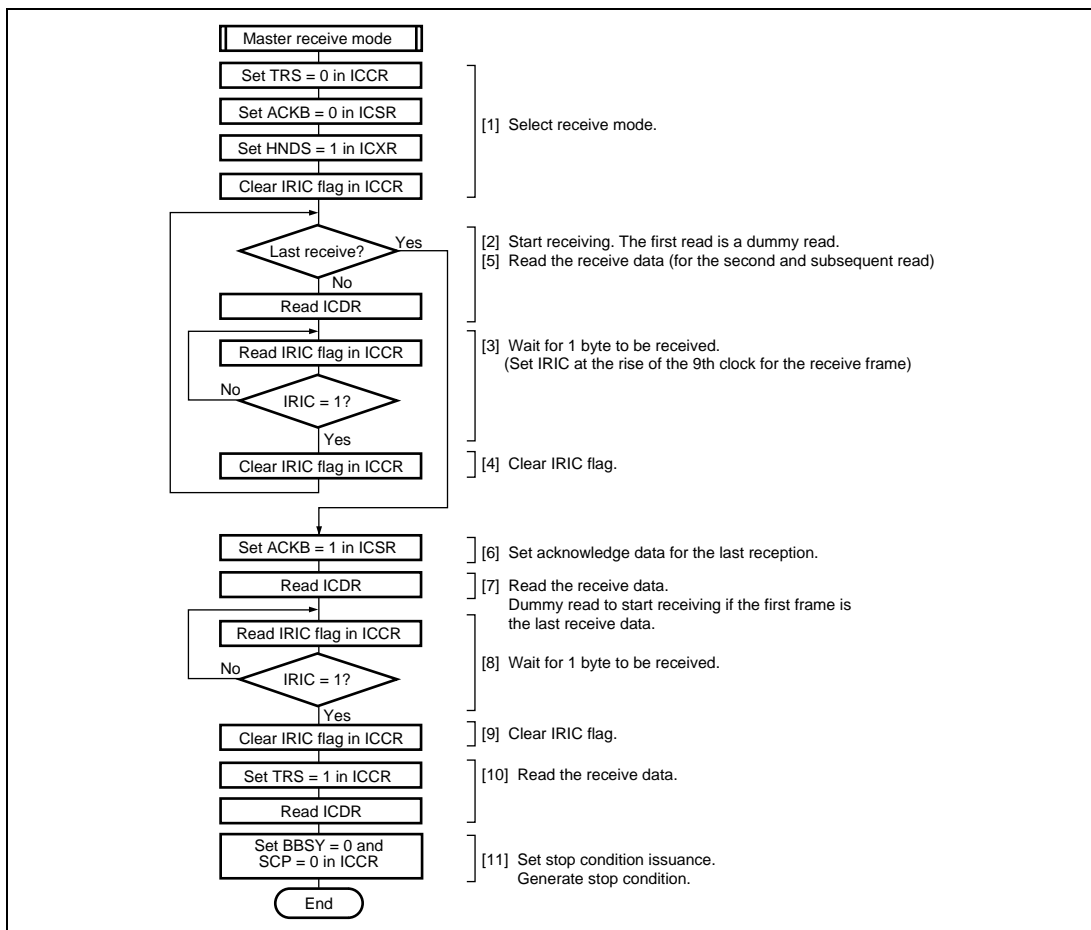 Master receive mode
Set TRS = 0 in ICCR
Set ACKB = 0 in ICSR
[1] Select receive mode.
Set HNDS = 1 in ICXR
Clear IRIC flag in ICCR
Last receive?
Yes
No
[2] Start receiving. The first read is a dummy read.
[5] Read the receive data (for the second and subsequent read)
Read ICDR
Read IRIC flag in ICCR
[3] Wait for 1 byte to be received.
(Set IRIC at the rise of the 9th clock for the receive frame)
No
IRIC = 1?
Yes
Clear IRIC flag in ICCR
[4] Clear IRIC flag.
Set ACKB = 1 in ICSR
[6] Set acknowledge data for the last reception.
Read ICDR
[7] Read the receive data.
Dummy read to start receiving if the first frame is
the last receive data.
Read IRIC flag in ICCR
[8] Wait for 1 byte to be received.
No
IRIC = 1?
Yes
Clear IRIC flag in ICCR
[9] Clear IRIC flag.
Set TRS = 1 in ICCR
[10] Read the receive data.
Read ICDR
Set BBSY = 0 and
SCP = 0 in ICCR
[11] Set stop condition issuance.
Generate stop condition.
End